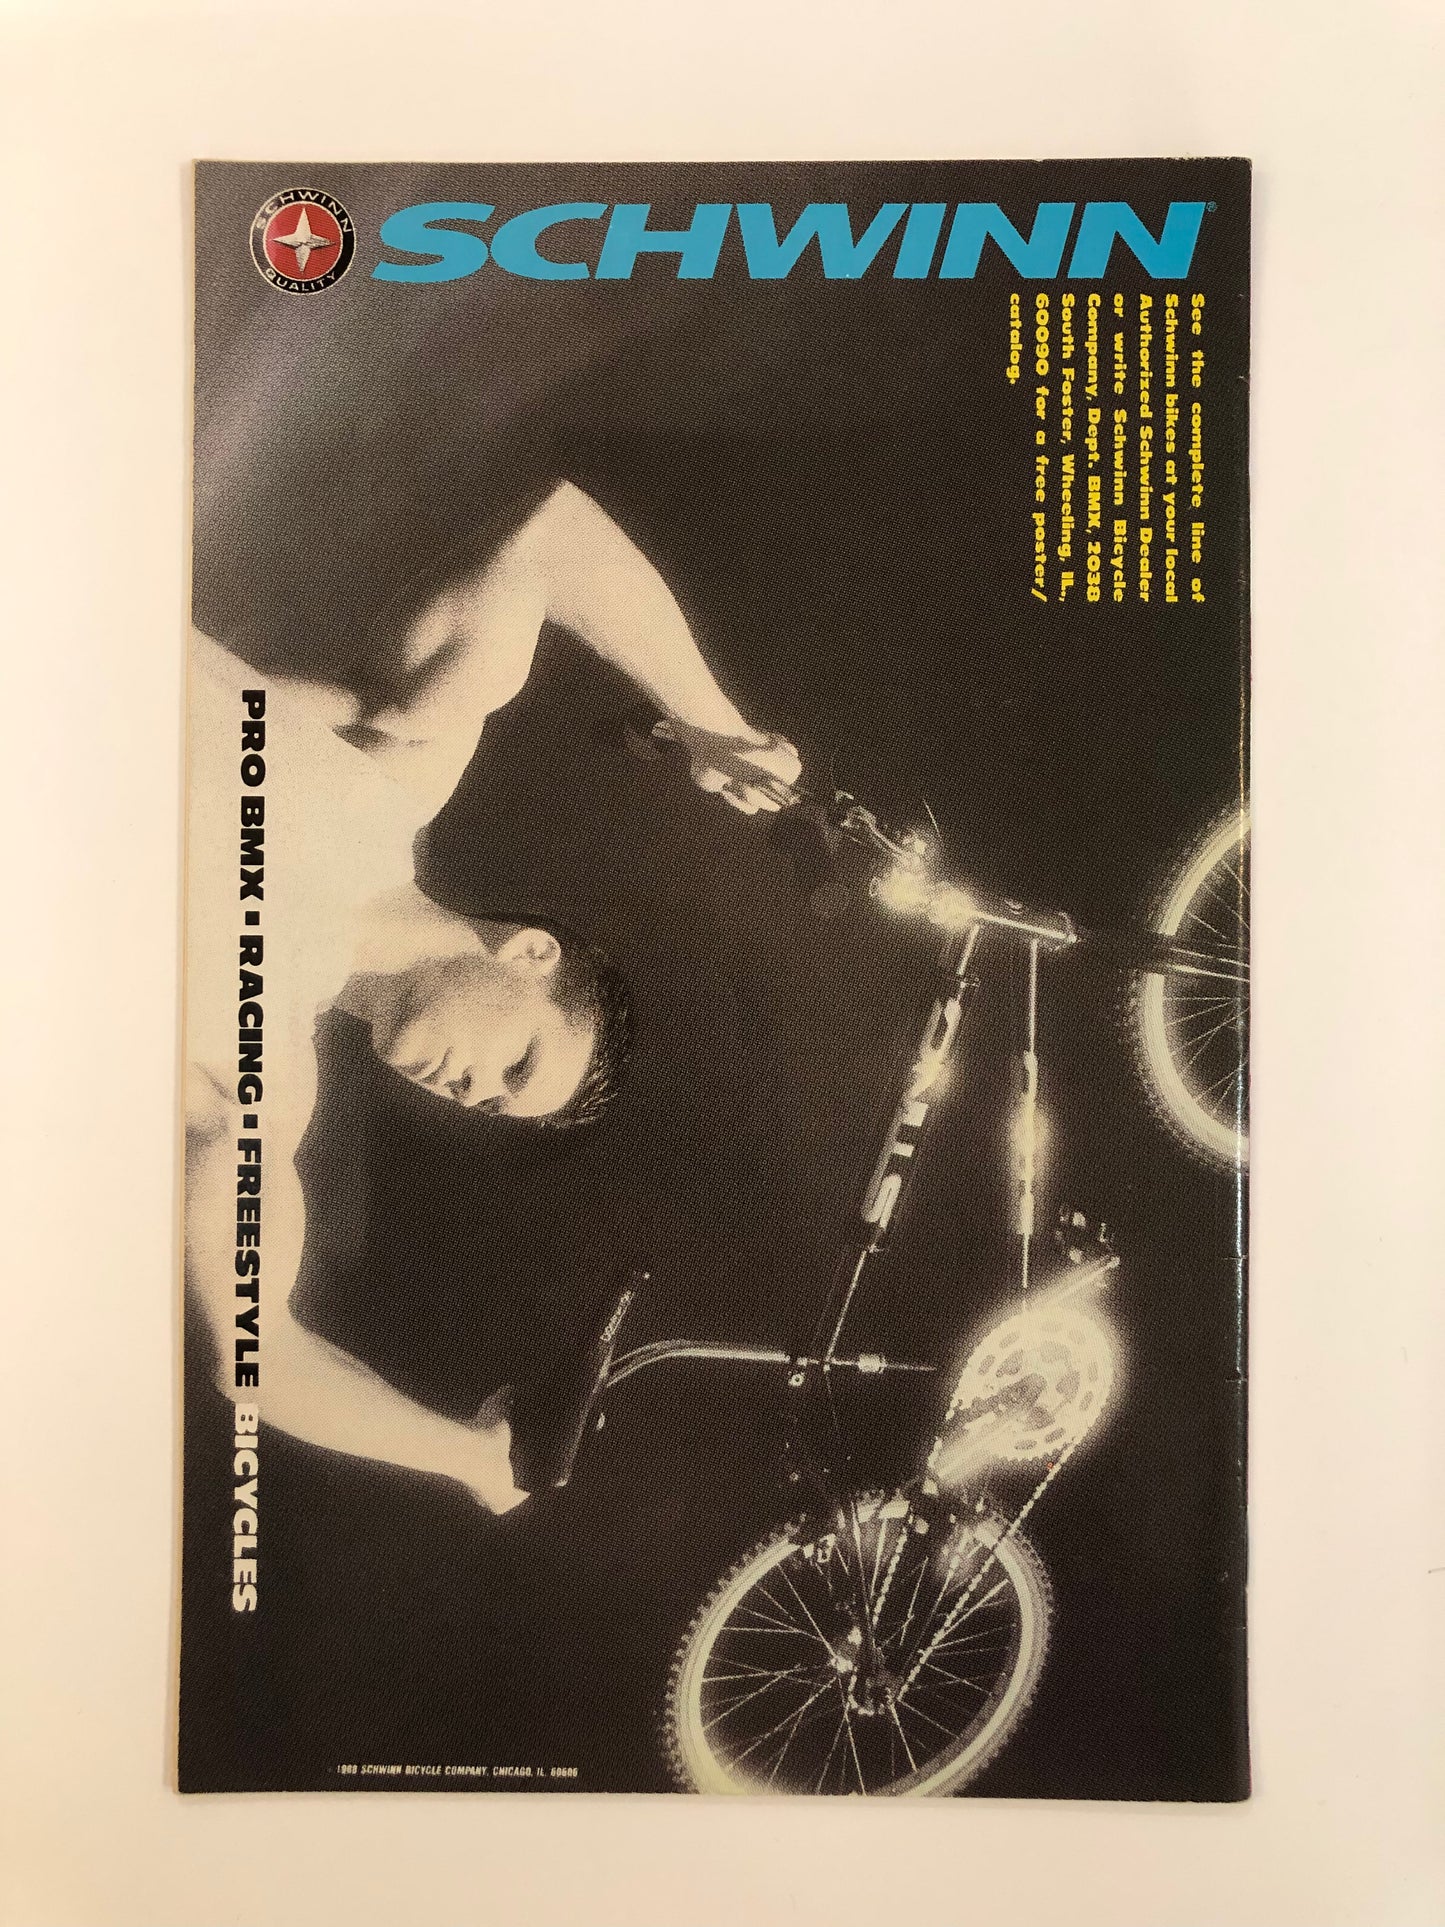 SCHWINN
QUALITY
SCHWINN®
See the complete line of
Schwinn bikes at your local
Authorized Schwinn Dealer
or write Schwinn Bicycle
Company, Dept. BMX, 2038
South Foster, Wheeling, IL,
60090 for a free poster/
catalog.
PRO BMX ▪ RACING ▪ FREESTYLE BICYCLES
SCHWINN BICYCLE COMPANY, CHICAGO, IL 60606